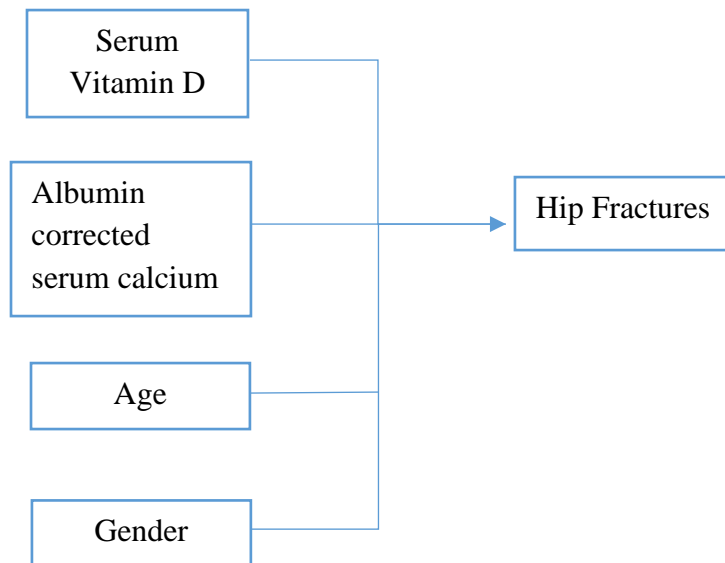 Serum
Vitamin D
Albumin
corrected
serum calcium
Hip Fractures
Age
Gender